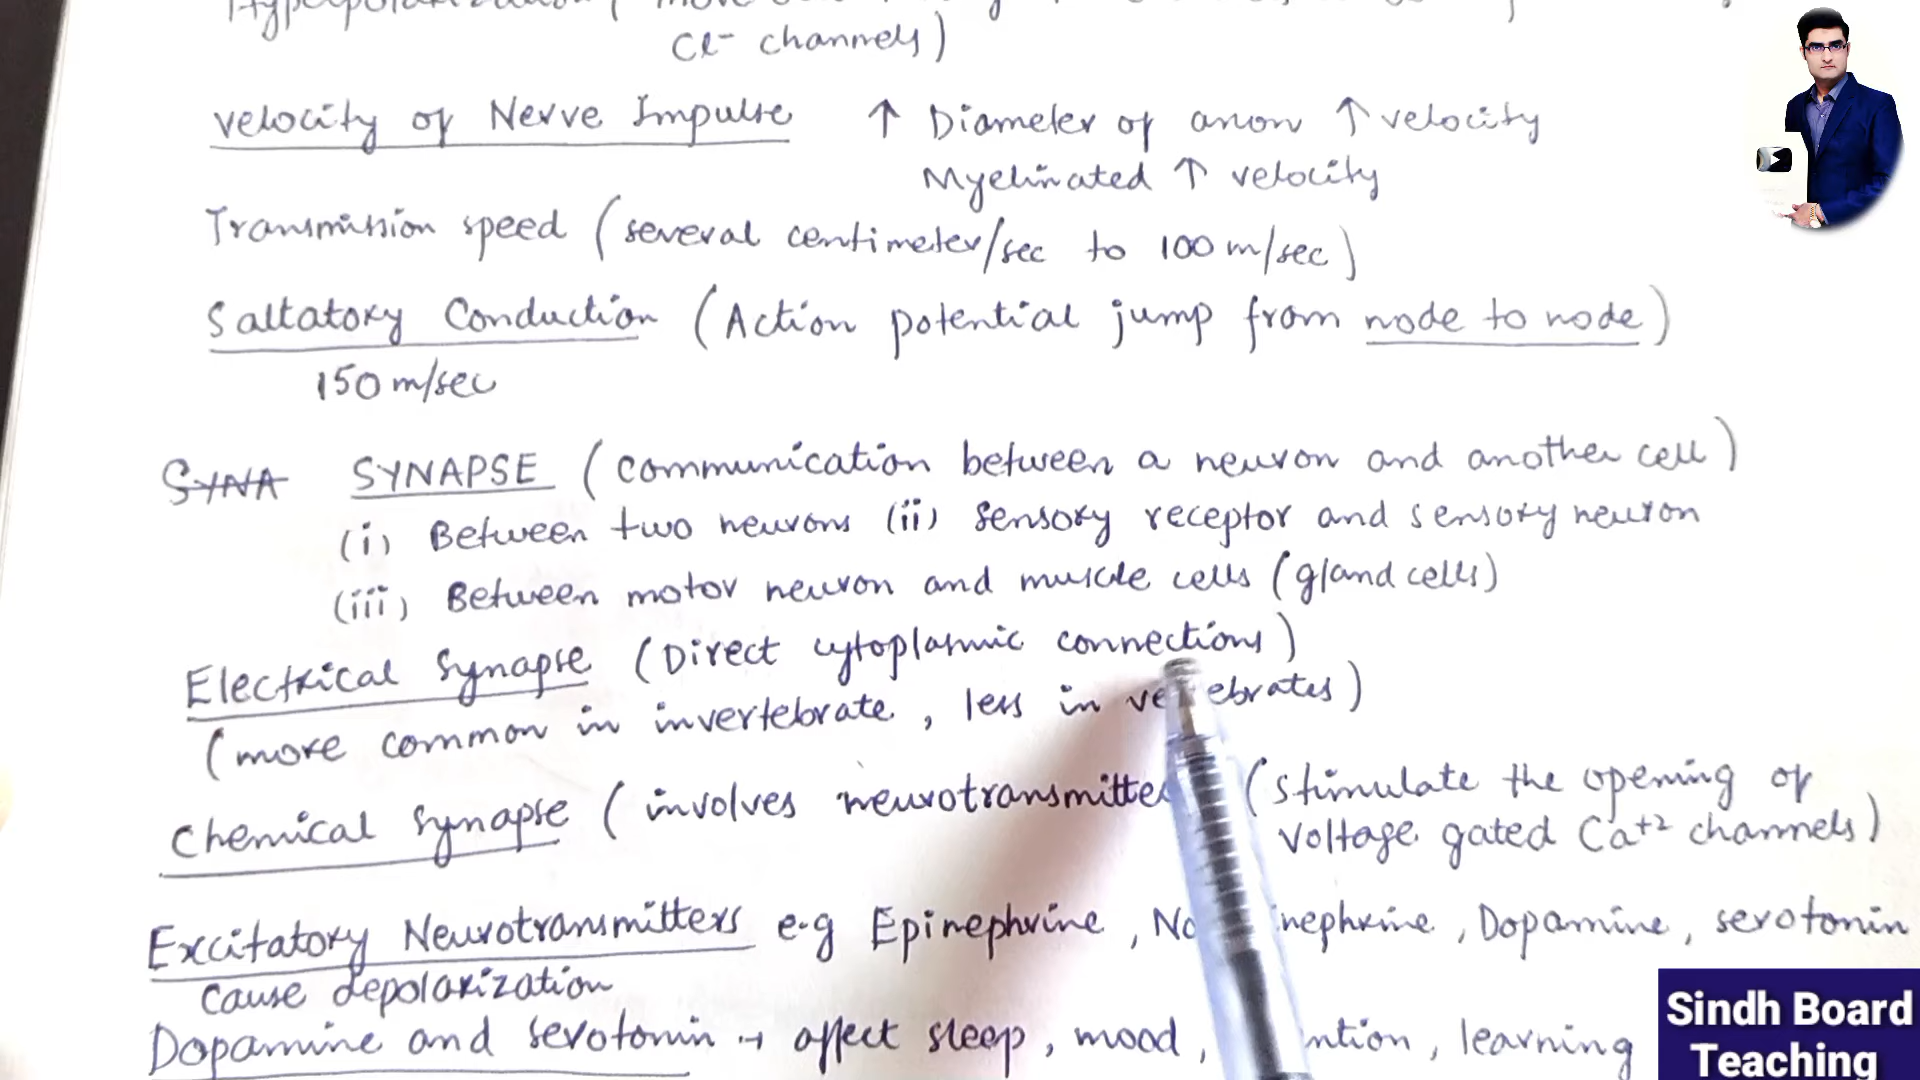 Cl- channels)
Velocity of Nerve Impulse ↑ Diameter of axon ↑ velocity
Myelinated ↑ velocity
Transmission speed (several centimeter/sec to 100 m/sec)
Saltatory Conduction (Action potential jump from node to node)
150 m/sec
SYNA SYNAPSE (communication between a neuron and another cell)
(i) Between two neurons (ii) sensory receptor and sensory neuron
(iii) Between motor neuron and muscle cells (gland cells)
Electrical synapse (Direct cytoplasmic connections)
(more common in invertebrate, less in vertebrates)
Chemical synapse (involves neurotransmitter (stimulate the opening of
voltage gated Ca+2 channels)
Excitatory Neurotransmitters e.g Epinephrine, Dopamine, serotonin
cause depolarization
Dopamine and serotonin → affect sleep, mood, learning
Sindh Board
Teaching